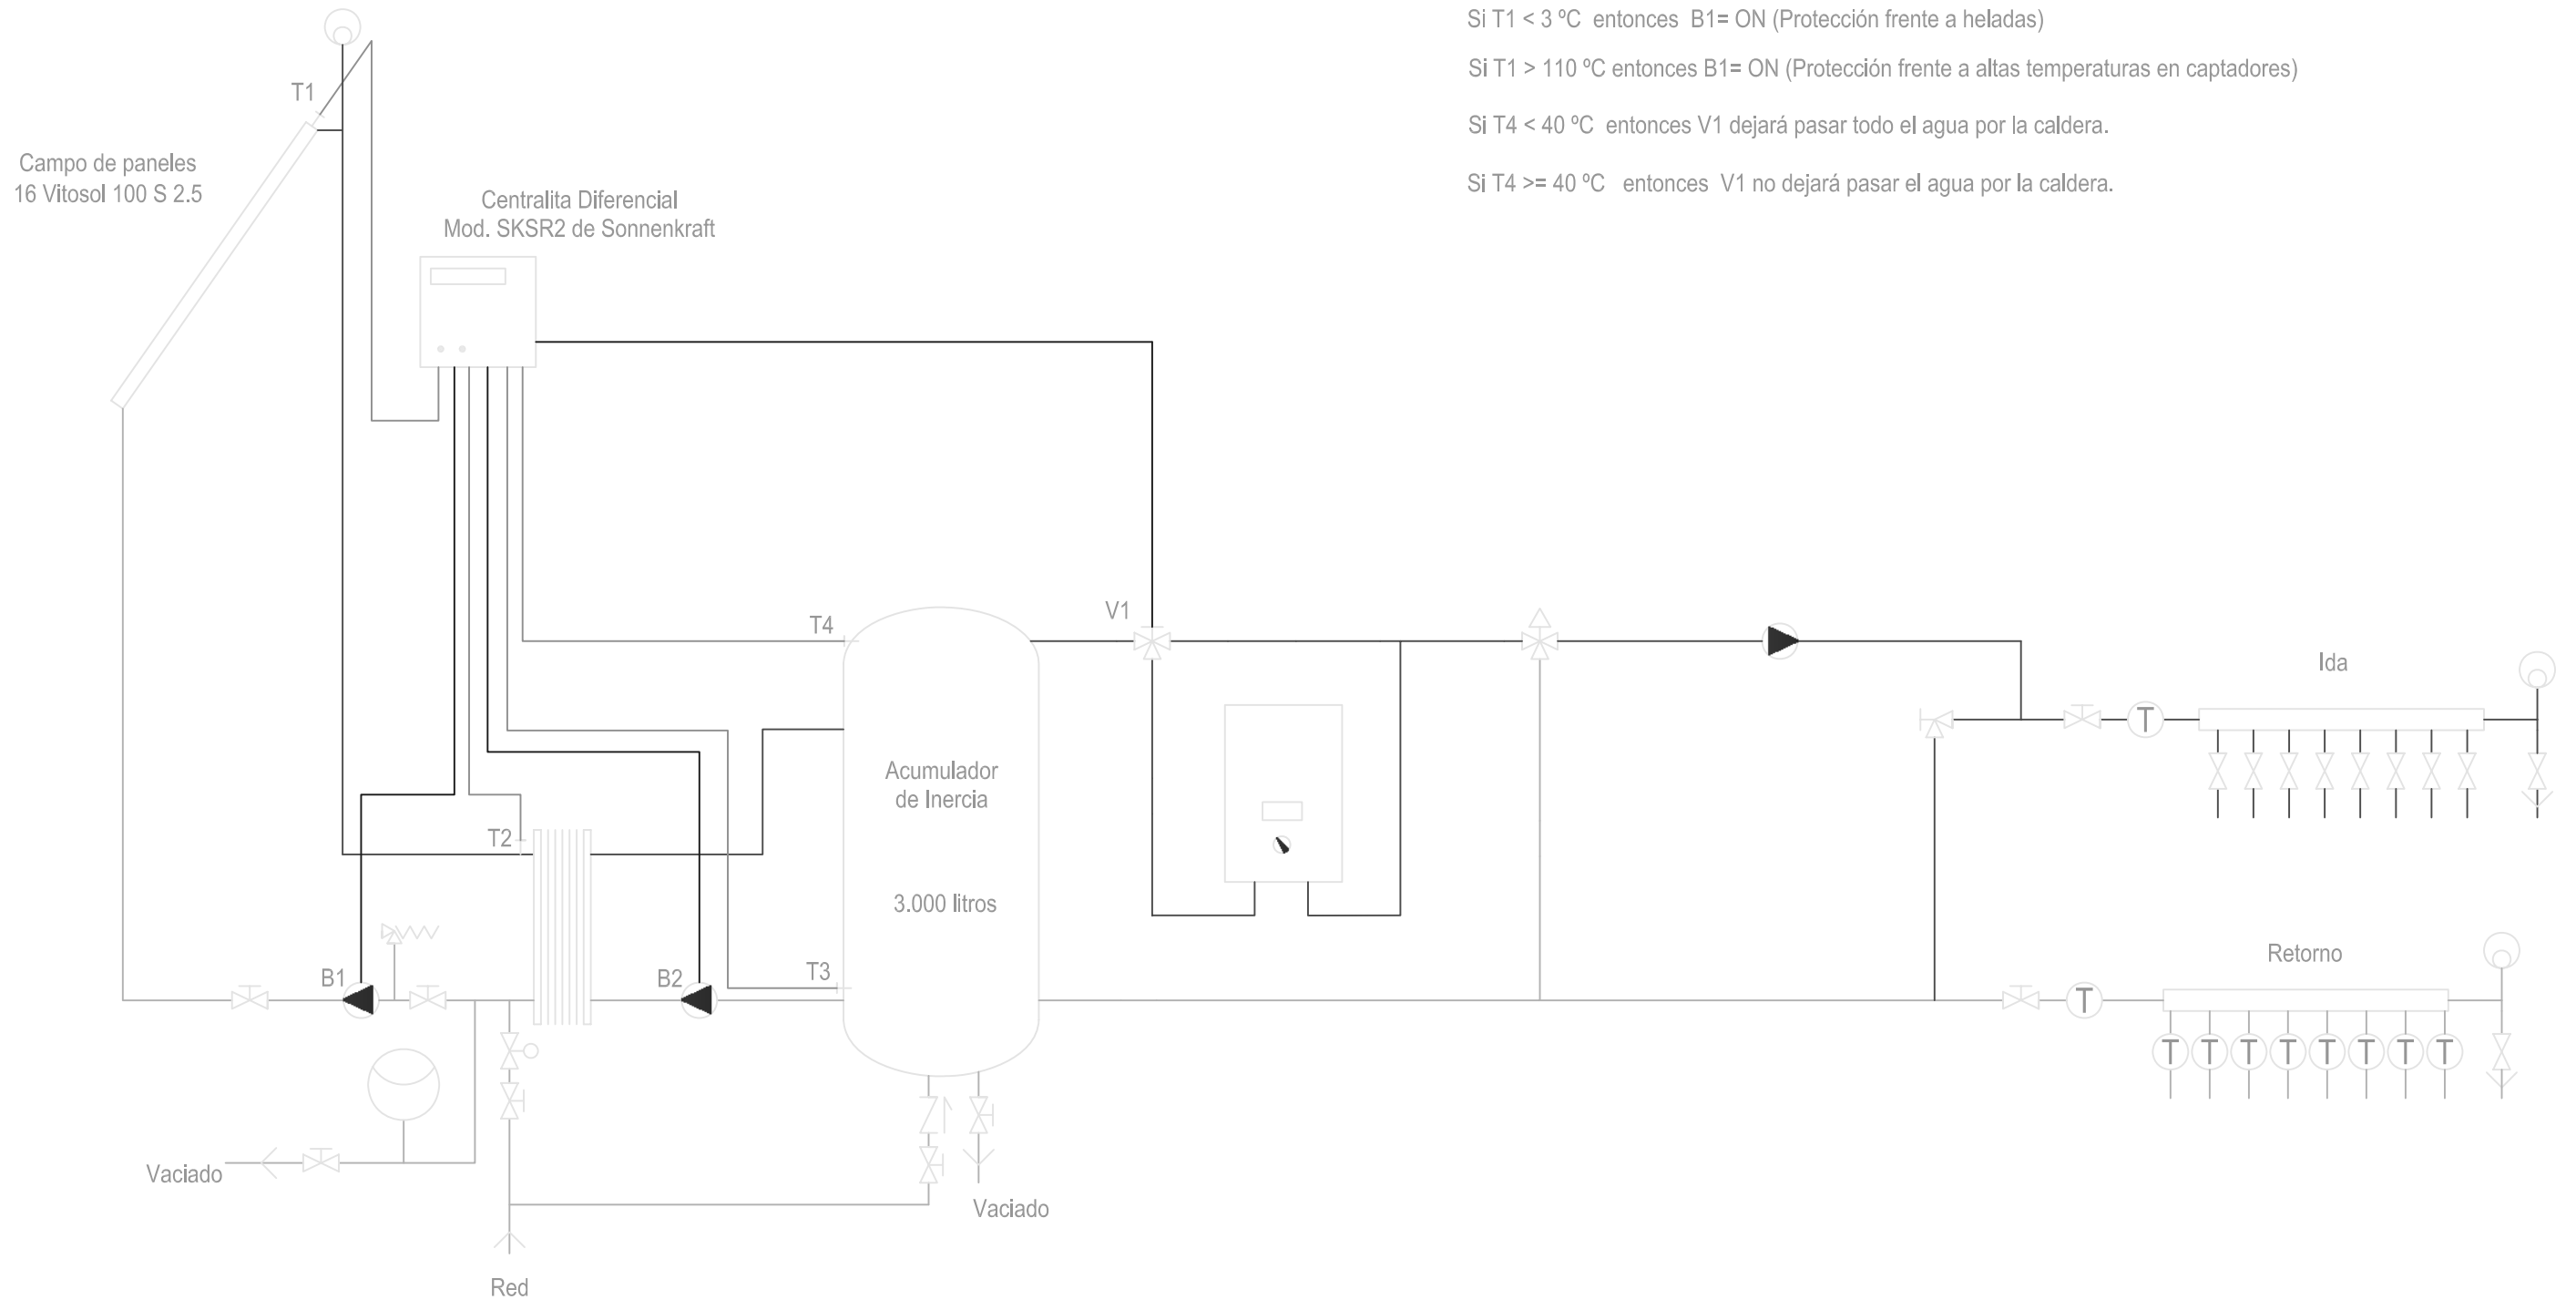 Si T1 < 3 ºC entonces B1= ON (Protección frente a heladas)
Si T1 > 110 ºC entonces B1= ON (Protección frente a altas temperaturas en captadores)
Si T4 < 40 ºC entonces V1 dejará pasar todo el agua por la caldera.
Si T4 >= 40 ºC entonces V1 no dejará pasar el agua por la caldera.
T1
Campo de paneles
16 Vitosol 100 S 2.5
Centralita Diferencial
Mod. SKSR2 de Sonnenkraft
T4
V1
Ida
T
Acumulador
de Inercia
3.000 litros
T2
B1
B2
T3
Retorno
T
T T T T T T T T
Vaciado
Vaciado
Red